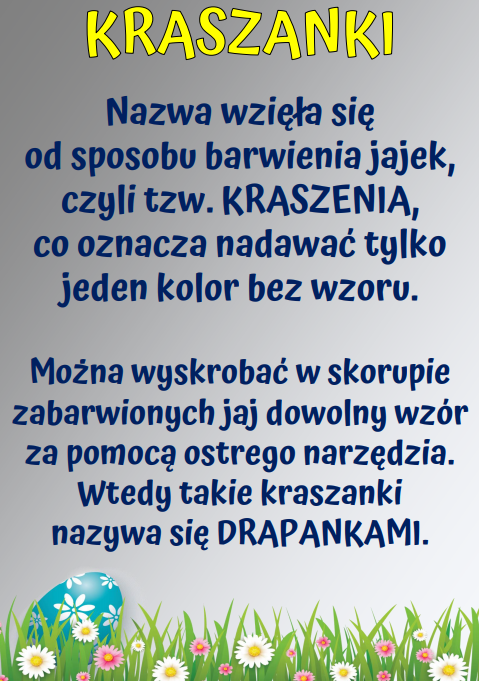 KRASZANKI
Nazwa wzięła się
od sposobu barwienia jajek,
czyli tzw. KRASZENIA,
co oznacza nadawać tylko
jeden kolor bez wzoru.
Można wyskrobać w skorupie
zabarwionych jaj dowolny wzór
za pomocą ostrego narzędzia.
Wtedy takie kraszanki
nazywa się DRAPANKAMI.